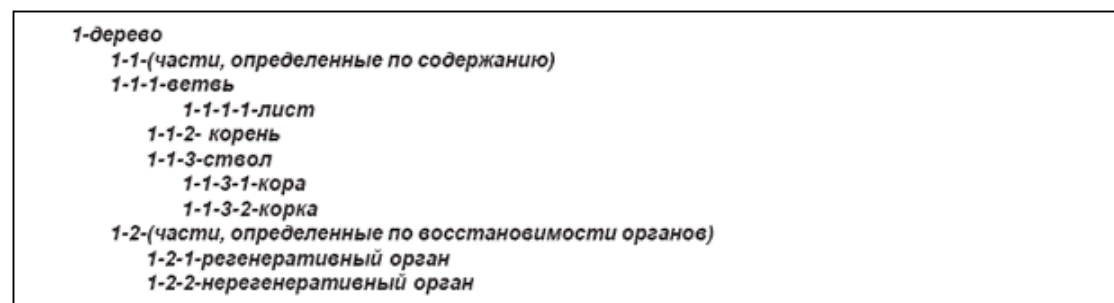 1-дерево
1-1-(части, определенные по содержанию)
1-1-1-ветвь
1-1-1-1-лист
1-1-2- корень
1-1-3-ствол
1-1-3-1-кора
1-1-3-2-корка
1-2-(части, определенные по восстановимости органов)
1-2-1-регенеративный орган
1-2-2-нерегенеративный орган